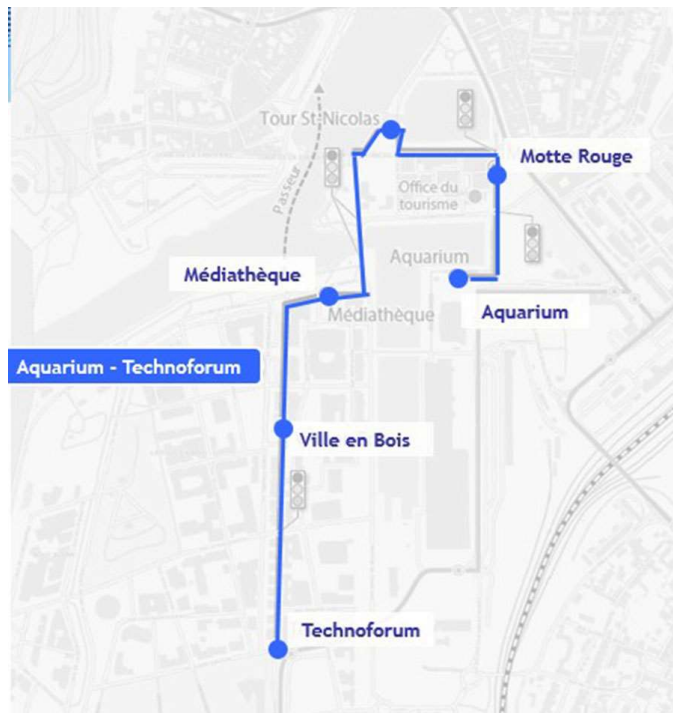 Tour St-Nicolas
Motte Rouge
Passeur
Office du
tourisme
Médiathèque
Aquarium
Médiathèque
Aquarium
Aquarium - Technoforum
Ville en Bois
Technoforum